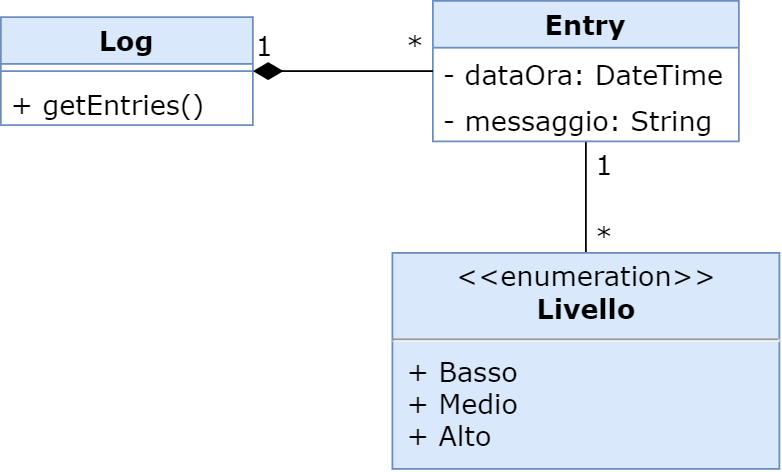 Log
+ getEntries()
1
*
Entry
- dataOra: DateTime
- messaggio: String
1
*
<<enumeration>>
Livello
+ Basso
+ Medio
+ Alto